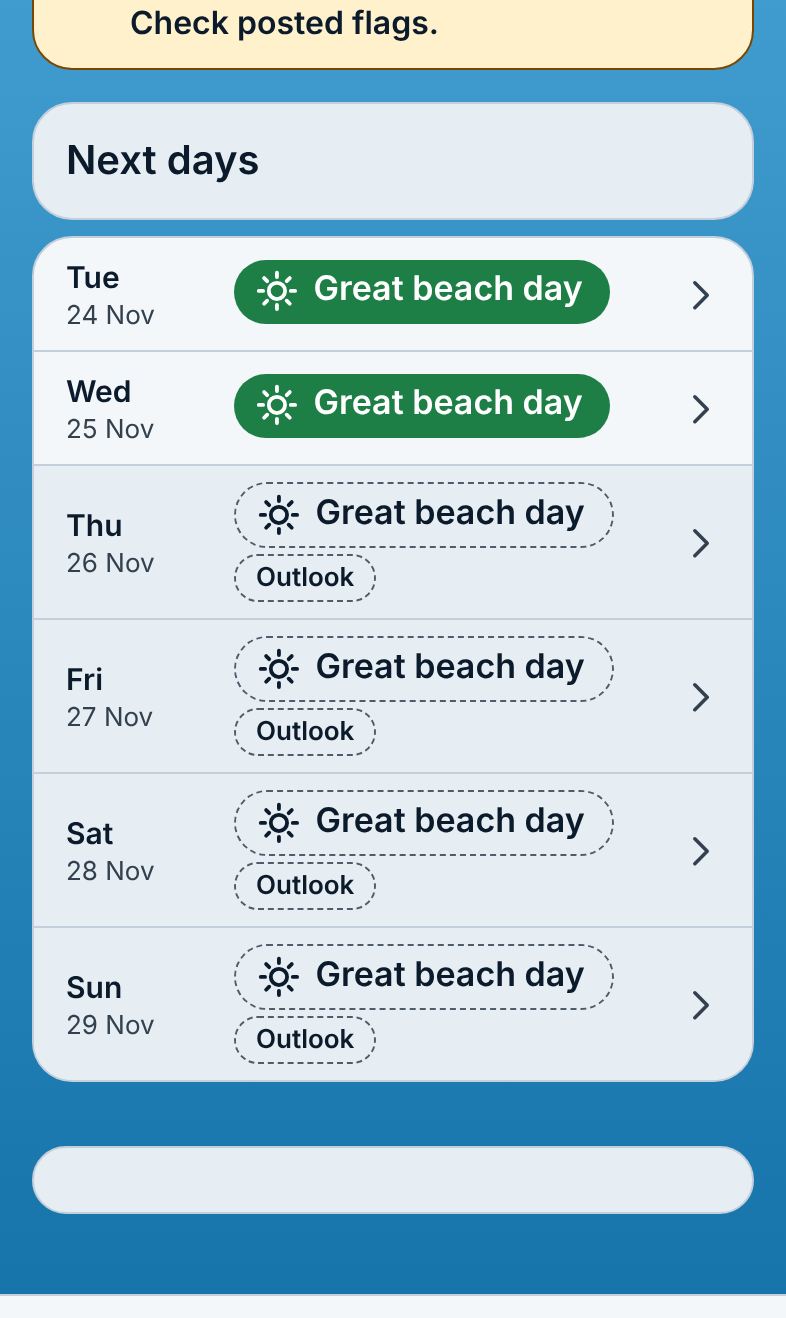 Check posted flags.
Next days
Tue
24 Nov
Great beach day
Wed
25 Nov
Great beach day
Thu
26 Nov
Great beach day
Outlook
Fri
27 Nov
Great beach day
Outlook
Sat
28 Nov
Great beach day
Outlook
Sun
29 Nov
Great beach day
Outlook